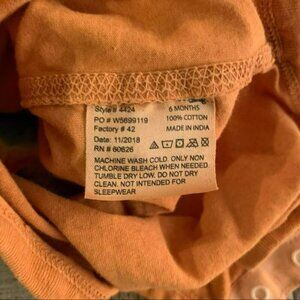 Style # 4424
PO # W5699119
Factory # 42
Date: 11/2018
RN # 60626
6 MONTHS
100% COTTON
MADE IN INDIA
MACHINE WASH COLD. ONLY NON
CHLORINE BLEACH WHEN NEEDED
TUMBLE DRY LOW. DO NOT DRY
CLEAN. NOT INTENDED FOR
SLEEPWEAR